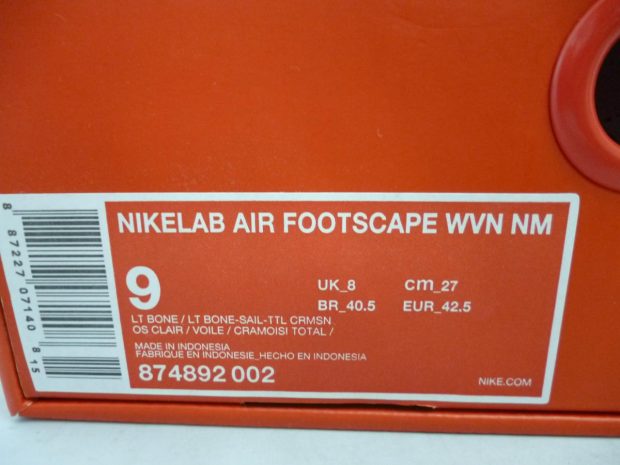 NIKELAB AIR FOOTSCAPE WVN NM
9
UK_8 cm_27
BR_40.5 EUR_42.5
LT BONE / LT BONE-SAIL-TTL CRMSN
OS CLAIR / VOILE / CRAMOISI TOTAL /
MADE IN INDONESIA
FABRIQUE EN INDONESIE_HECHO EN INDONESIA
874892 002
NIKE.COM
8 87227 07140 8 15